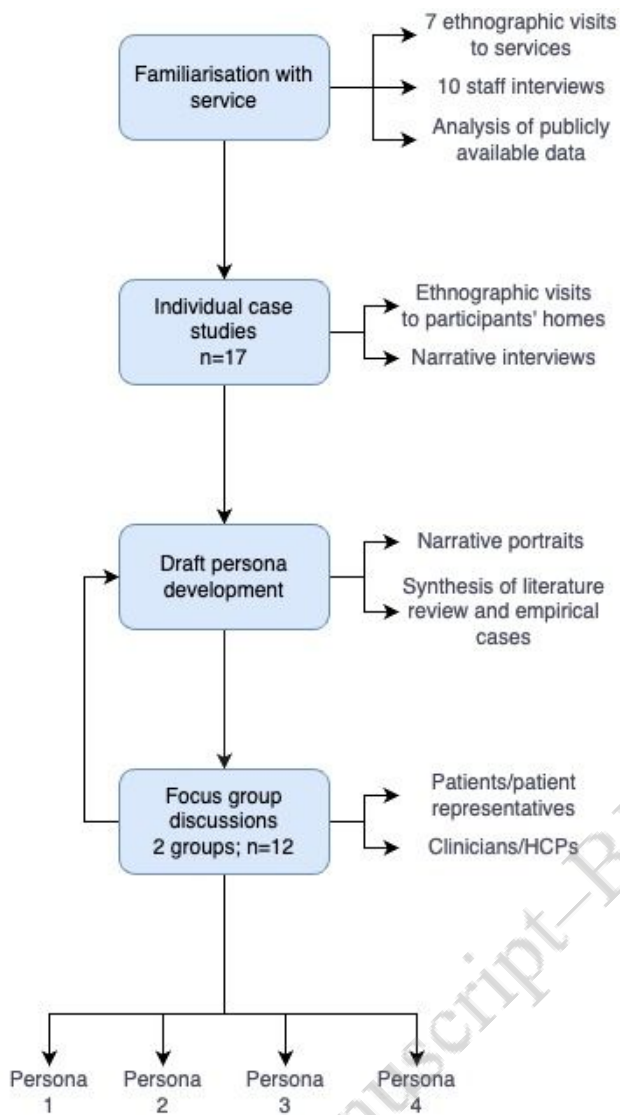 Familiarisation with
service
7 ethnographic visits
to services
10 staff interviews
Analysis of publicly
available data
Individual case
studies
n=17
Ethnographic visits
to participants' homes
Narrative interviews
Draft persona
development
Narrative portraits
Synthesis of literature
review and empirical
cases
Focus group
discussions
2 groups; n=12
Patients/patient
representatives
Clinicians/HCPs
Persona
1
Persona
2
Persona
3
Persona
4